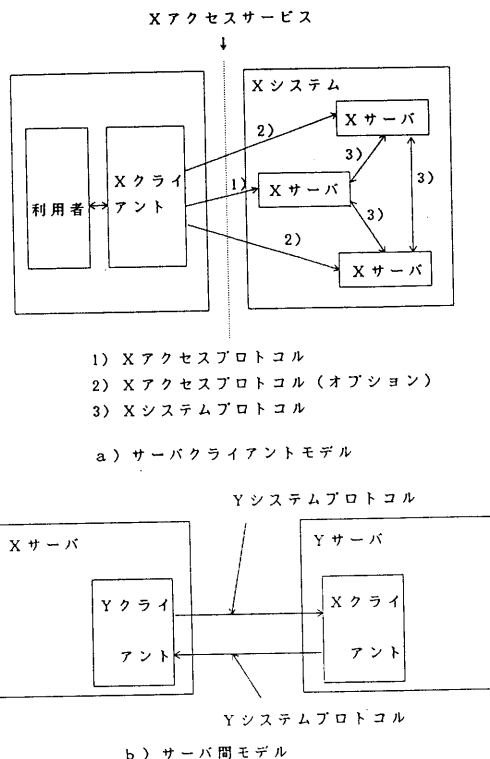 Xアクセスサービス
Xシステム
Xサーバ
2)
3)
3)
Xクライ
アント
利用者
1)
Xサーバ
3)
2)
Xサーバ
1) Xアクセスプロトコル
2) Xアクセスプロトコル(オプション)
3) Xシステムプロトコル
a) サーバクライアントモデル
Yシステムプロトコル
Xサーバ
Yサーバ
Yクライ
アント
Xクライ
アント
Yシステムプロトコル
b) サーバ間モデル